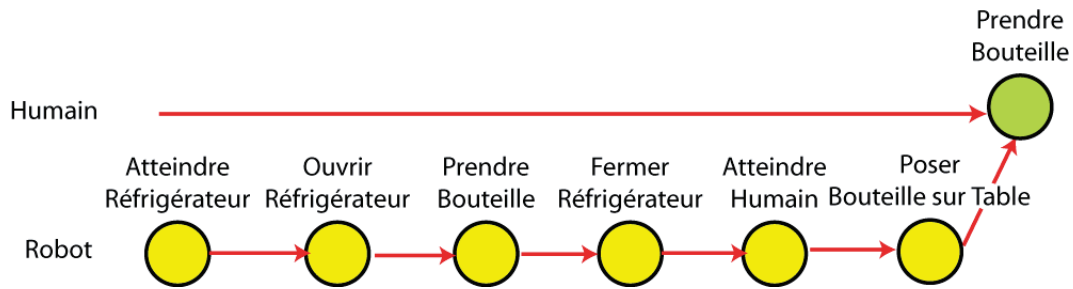 Prendre
Bouteille
Humain
Atteindre
Réfrigérateur
Ouvrir
Réfrigérateur
Prendre
Bouteille
Fermer
Réfrigérateur
Atteindre
Humain
Poser
Bouteille sur Table
Robot